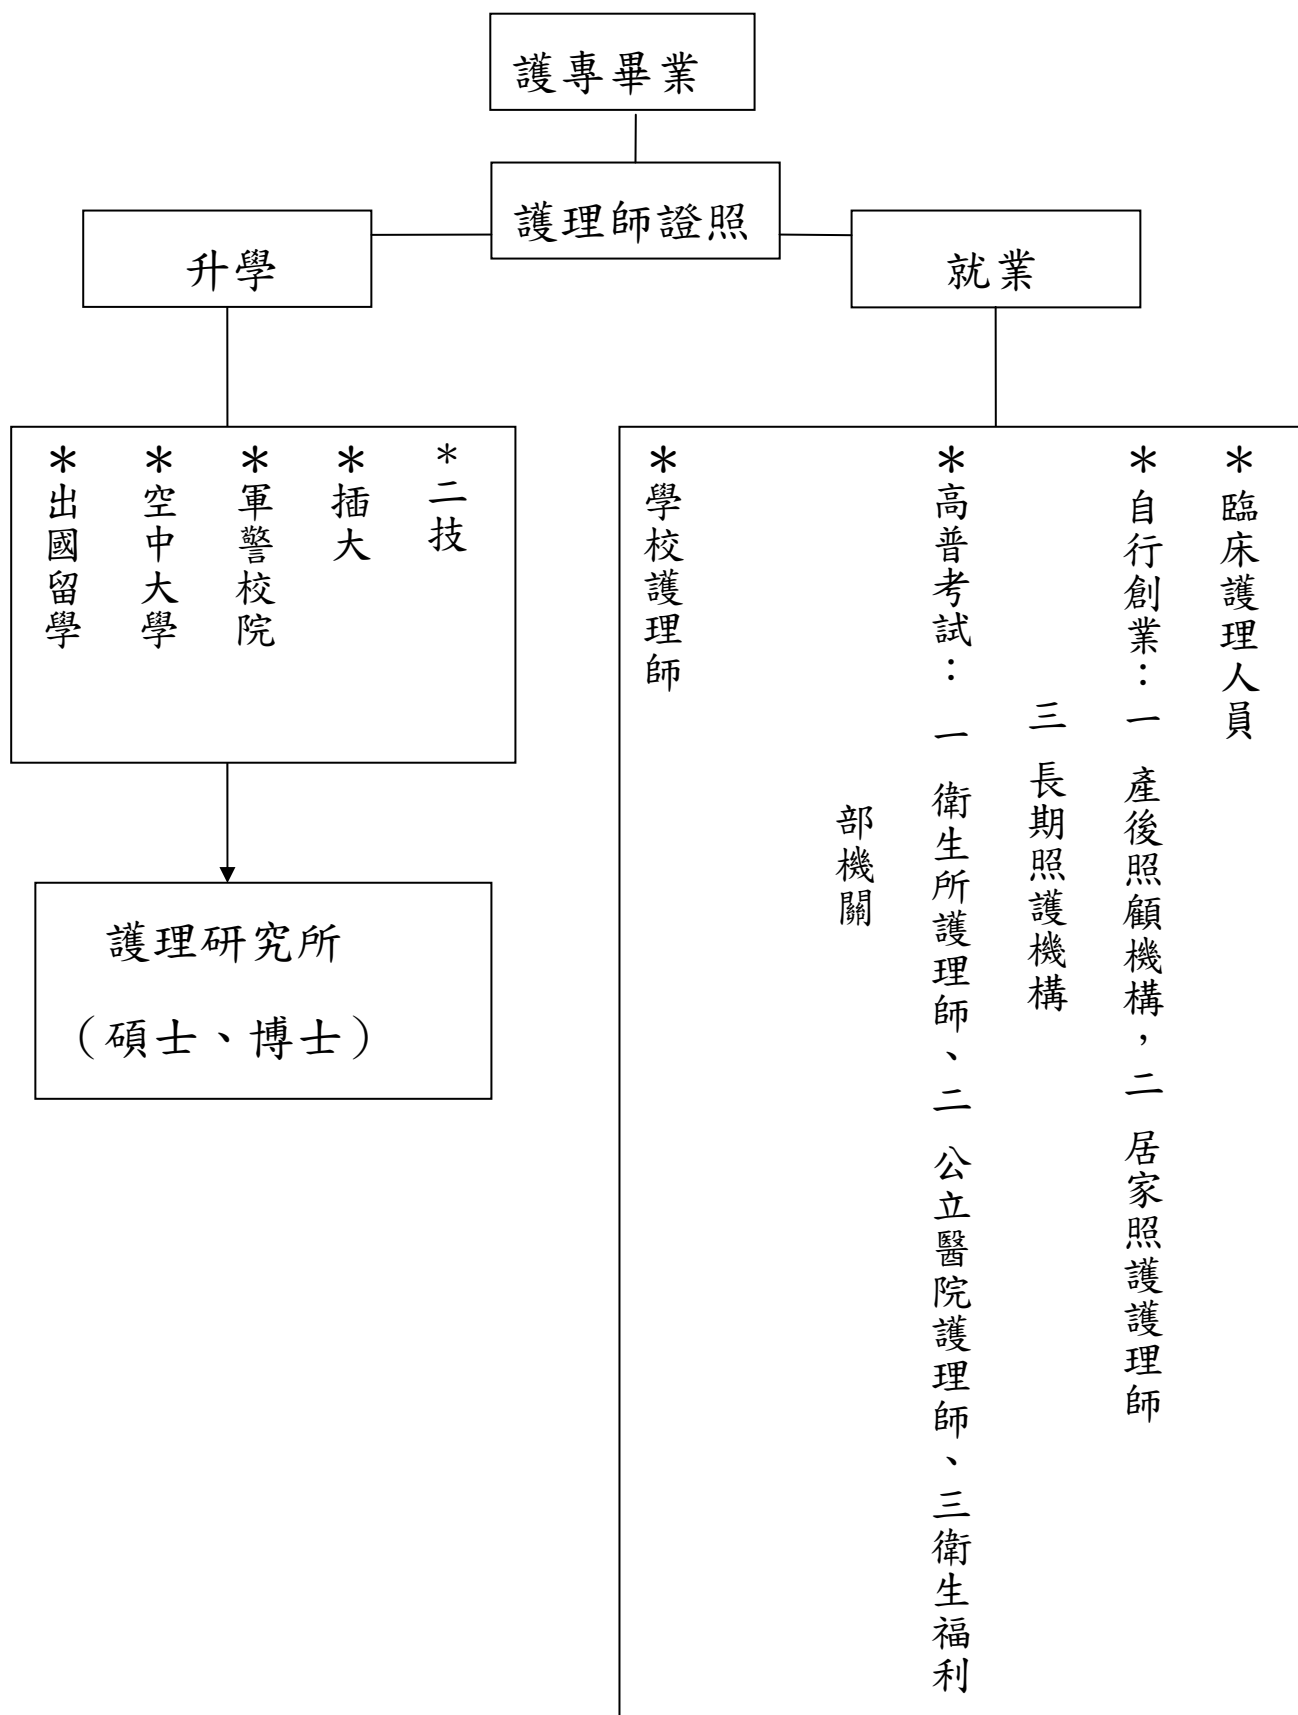 護專畢業
護理師證照
升學
就業
*二技
*插大
*軍警校院
*空中大學
*出國留學
護理研究所
（碩士、博士）
*臨床護理人員
*自行創業：一 產後照顧機構，二 居家照護護理師
三 長期照護機構
*高普考試：一 衛生所護理師、二 公立醫院護理師、三衛生福利
部機關
*學校護理師